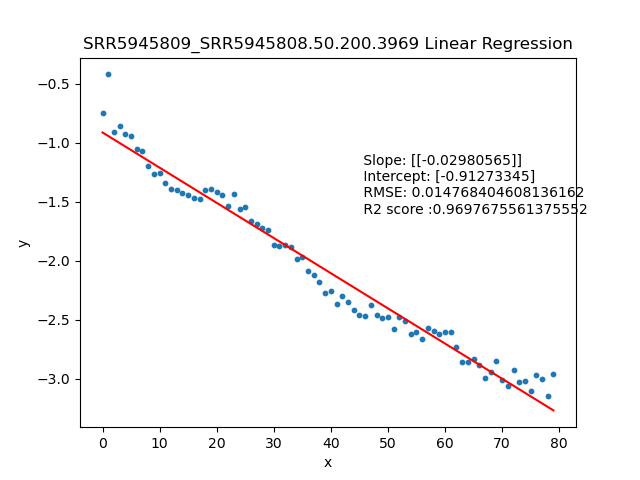 SRR5945809_SRR5945808.50.200.3969 Linear Regression
−0.5
−1.0
−1.5
−2.0
−2.5
−3.0
y
Slope: [[-0.02980565]]
Intercept: [-0.91273345]
RMSE: 0.014768404608136162
R2 score :0.9697675561375552
0 10 20 30 40 50 60 70 80
x